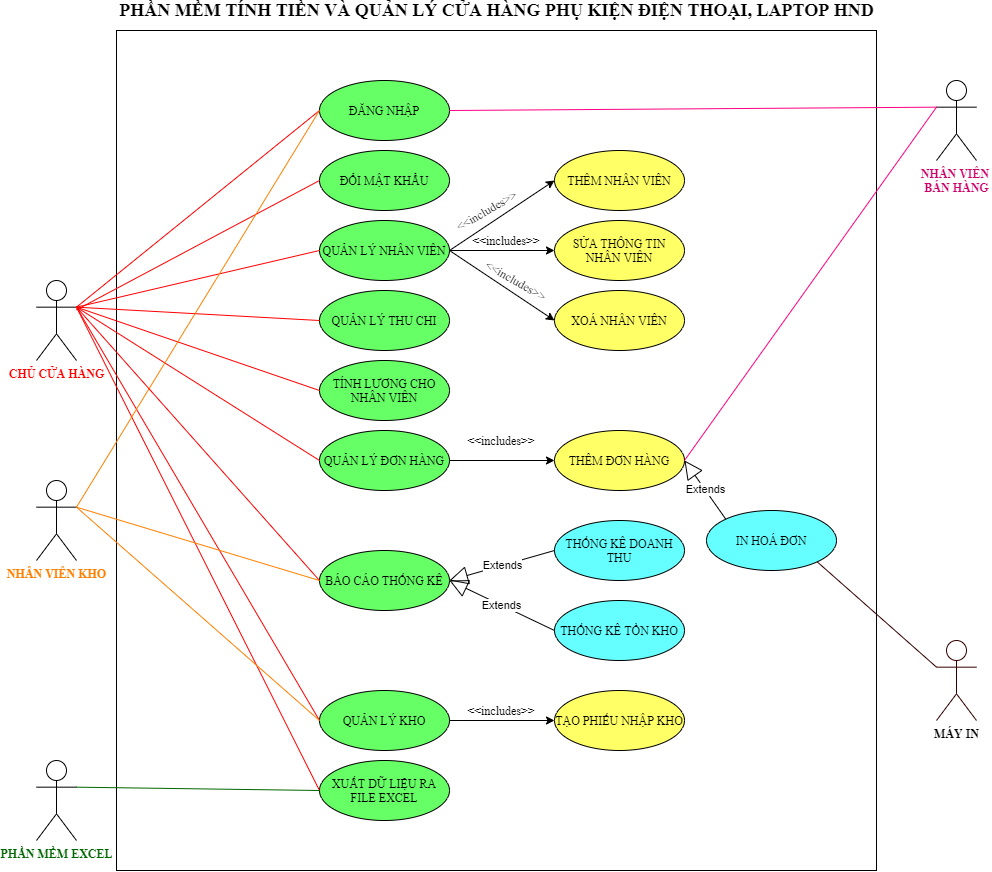 PHẦN MỀM TÍNH TIỀN VÀ QUẢN LÝ CỬA HÀNG PHỤ KIỆN ĐIỆN THOẠI, LAPTOP HND
ĐĂNG NHẬP
NHÂN VIÊN
BÁN HÀNG
ĐỔI MẬT KHẨU
THÊM NHÂN VIÊN
<<includes>>
QUẢN LÝ NHÂN VIÊN
<<includes>>
SỬA THÔNG TIN
NHÂN VIÊN
<<includes>>
QUẢN LÝ THU CHI
XOÁ NHÂN VIÊN
CHỦ CỬA HÀNG
TÍNH LƯƠNG CHO
NHÂN VIÊN
QUẢN LÝ ĐƠN HÀNG
<<includes>>
THÊM ĐƠN HÀNG
Extends
IN HOÁ ĐƠN
NHÂN VIÊN KHO
BÁO CÁO THỐNG KÊ
Extends
THỐNG KÊ DOANH
THU
Extends
THỐNG KÊ TỒN KHO
QUẢN LÝ KHO
<<includes>>
TẠO PHIẾU NHẬP KHO
MÁY IN
XUẤT DỮ LIỆU RA
FILE EXCEL
PHẦN MỀM EXCEL